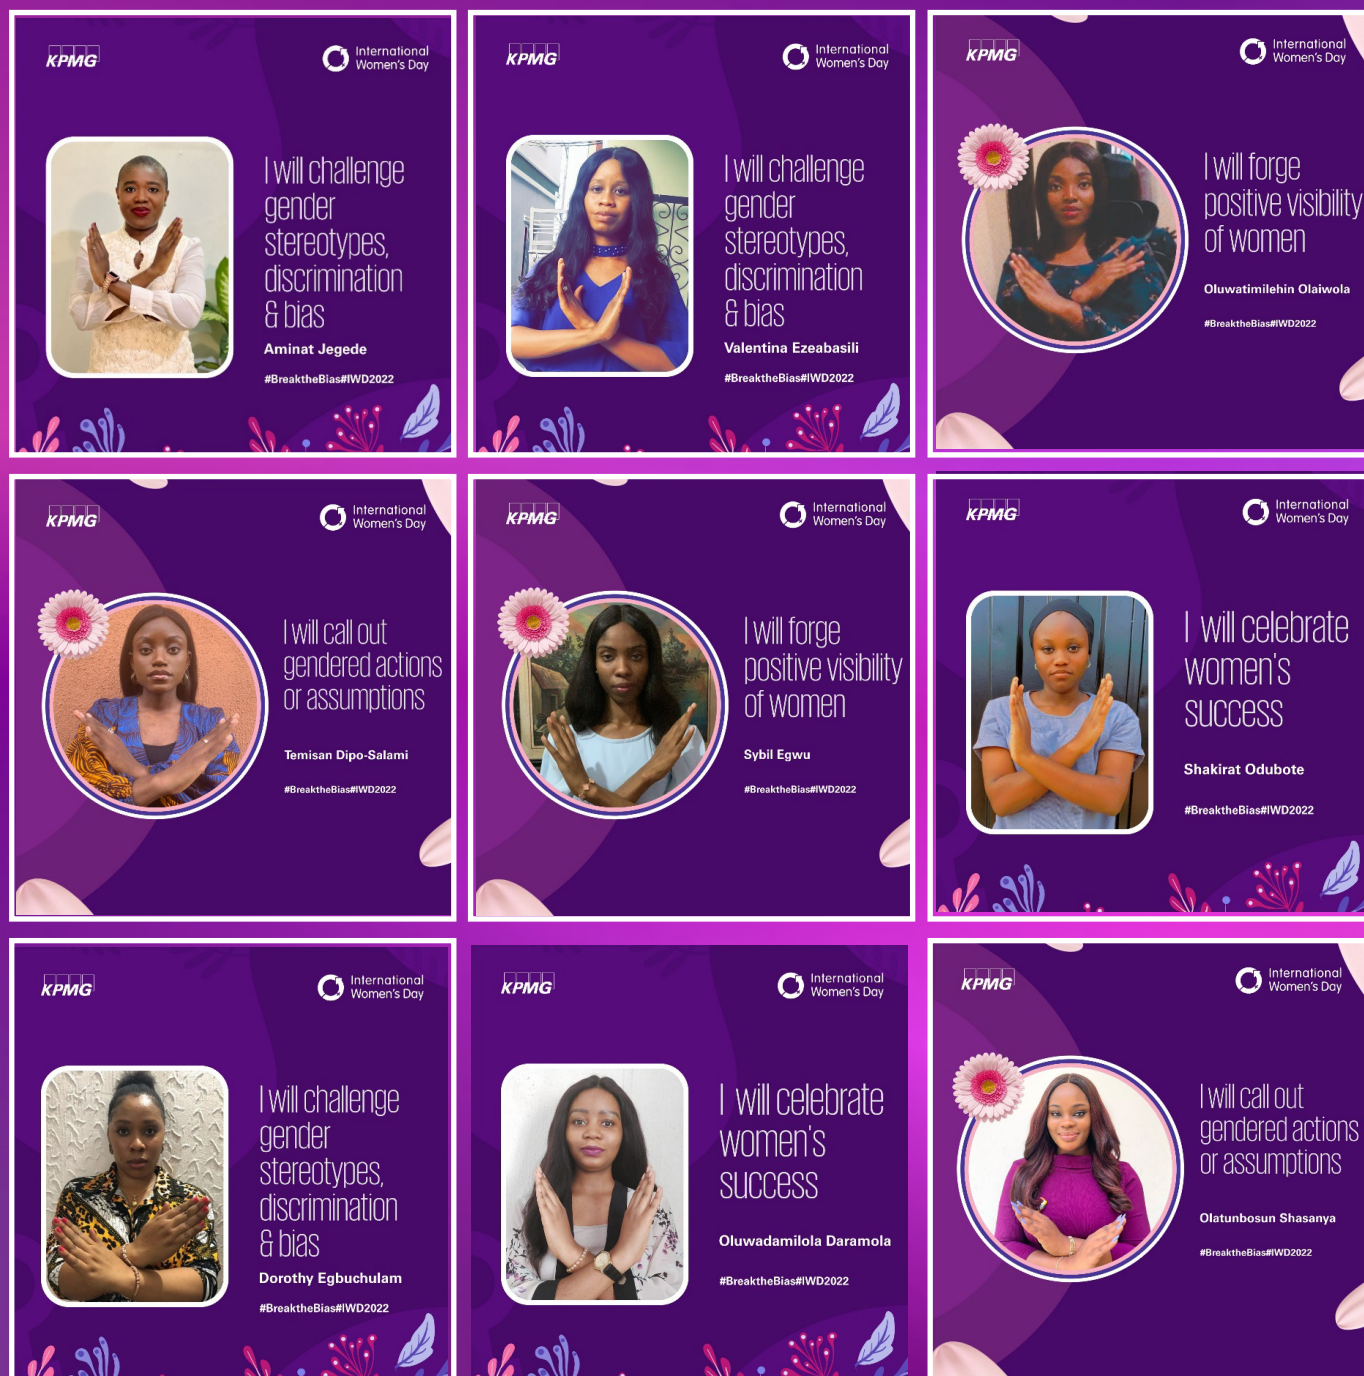 KPMG
International
Women's Day
I will challenge
gender
stereotypes,
discrimination
& bias
Aminat Jegede
#BreaktheBias#IWD2022
KPMG
International
Women's Day
I will challenge
gender
stereotypes,
discrimination
& bias
Valentina Ezeabasili
#BreaktheBias#IWD2022
KPMG
International
Women's Day
I will forge
positive visibility
of women
Oluwatimilehin Olaiwola
#BreaktheBias#IWD2022
KPMG
International
Women's Day
I will call out
gendered actions
or assumptions
Temisan Dipo-Salami
#BreaktheBias#IWD2022
KPMG
International
Women's Day
I will forge
positive visibility
of women
Sybil Egwu
#BreaktheBias#IWD2022
KPMG
International
Women's Day
I will celebrate
women's
success
Shakirat Odubote
#BreaktheBias#IWD2022
KPMG
International
Women's Day
I will challenge
gender
stereotypes,
discrimination
& bias
Dorothy Egbuchulam
#BreaktheBias#IWD2022
KPMG
International
Women's Day
I will celebrate
women's
success
Oluwadamilola Daramola
#BreaktheBias#IWD2022
KPMG
International
Women's Day
I will call out
gendered actions
or assumptions
Olatunbosun Shasanya
#BreaktheBias#IWD2022